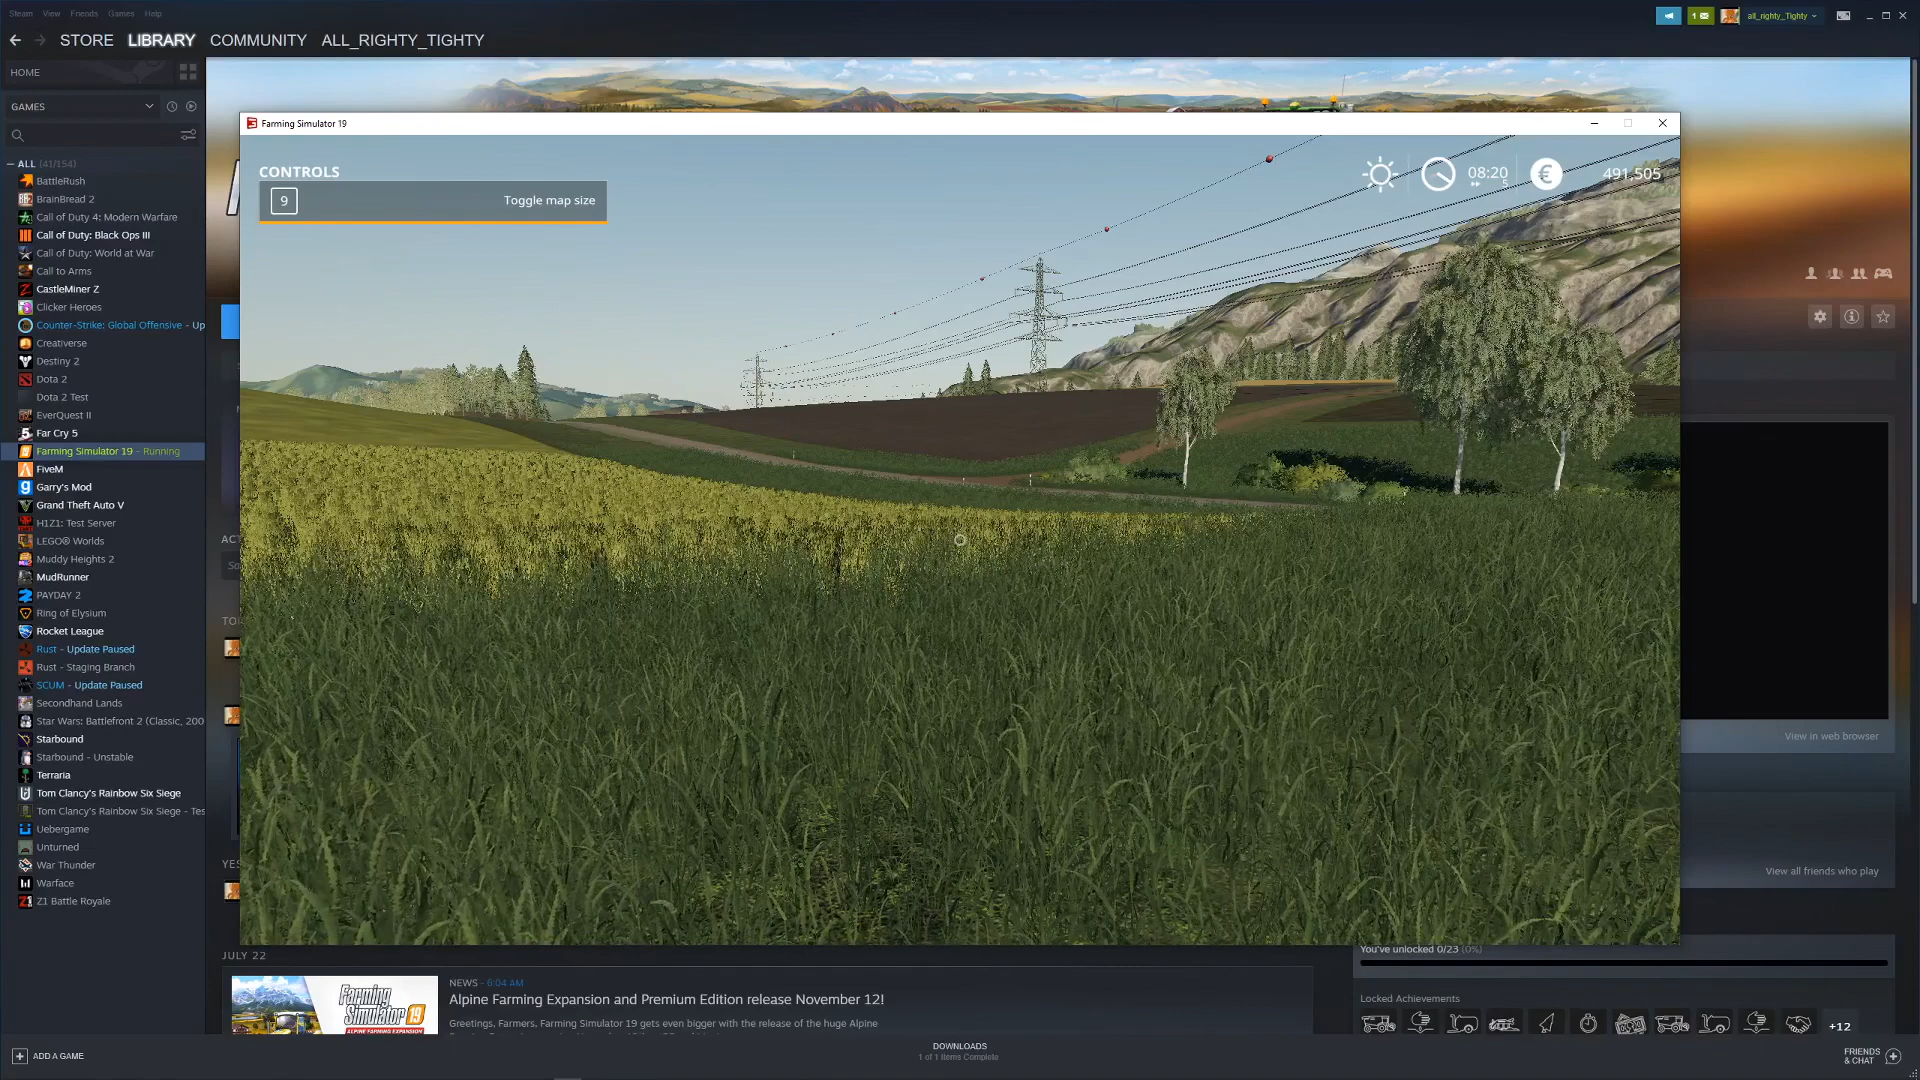 Steam View Friends Games Help
1
all_righty_Tighty
STORE LIBRARY COMMUNITY ALL_RIGHTY_TIGHTY
HOME
GAMES
ALL (41/154)
BattleRush
BrainBread 2
Call of Duty 4: Modern Warfare
Call of Duty: Black Ops III
Call of Duty: World at War
Call to Arms
CastleMiner Z
Clicker Heroes
Counter-Strike: Global Offensive - Up
Creativerse
Destiny 2
Dota 2
Dota 2 Test
EverQuest II
Far Cry 5
Farming Simulator 19 - Running
FiveM
Garry's Mod
Grand Theft Auto V
H1Z1: Test Server
LEGO® Worlds
Muddy Heights 2
MudRunner
PAYDAY 2
Ring of Elysium
Rocket League
Rust - Update Paused
Rust - Staging Branch
SCUM - Update Paused
Secondhand Lands
Star Wars: Battlefront 2 (Classic, 200
Starbound
Starbound - Unstable
Terraria
Tom Clancy's Rainbow Six Siege
Tom Clancy's Rainbow Six Siege - Tes
Uebergame
Unturned
War Thunder
Warface
Z1 Battle Royale
ADD A GAME
Farming Simulator 19
CONTROLS
9 Toggle map size
08:20
5
€ 491,505
View in web browser
View all friends who play
YES
JULY 22
NEWS - 6:04 AM
Alpine Farming Expansion and Premium Edition release November 12!
Greetings, Farmers, Farming Simulator 19 gets even bigger with the release of the huge Alpine
Farming
Simulator 19
ALPINE FARMING EXPANSION
You've unlocked 0/23 (0%)
Locked Achievements
+12
DOWNLOADS
1 of 1 Items Complete
FRIENDS
& CHAT